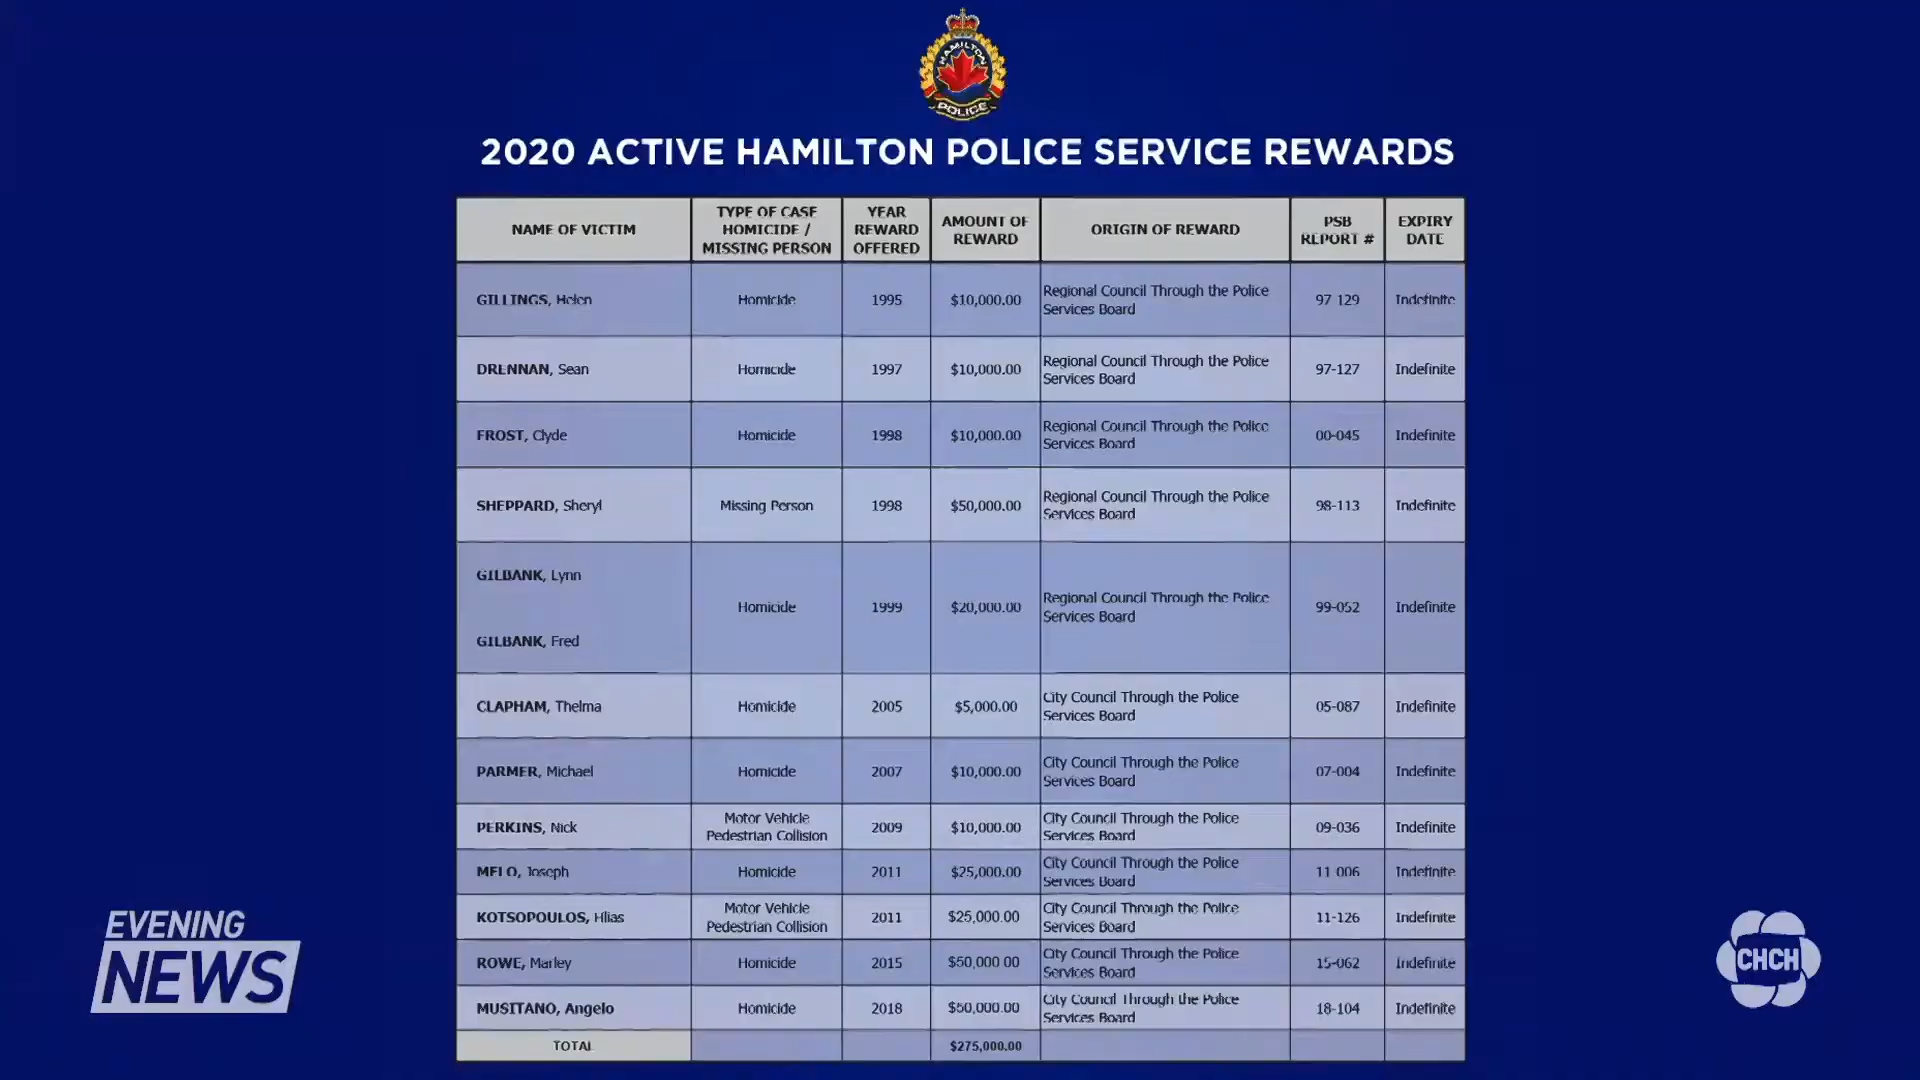 HAMILTON
POLICE
2020 ACTIVE HAMILTON POLICE SERVICE REWARDS
NAME OF VICTIM TYPE OF CASE HOMICIDE / MISSING PERSON YEAR REWARD OFFERED AMOUNT OF REWARD ORIGIN OF REWARD PSB REPORT # EXPIRY DATE
GILLINGS, Helen Homicide 1995 $10,000.00 Regional Council Through the Police Services Board 97-129 Indefinite
DRENNAN, Sean Homicide 1997 $10,000.00 Regional Council Through the Police Services Board 97-127 Indefinite
FROST, Clyde Homicide 1998 $10,000.00 Regional Council Through the Police Services Board 00-045 Indefinite
SHEPPARD, Sheryl Missing Person 1998 $50,000.00 Regional Council Through the Police Services Board 98-113 Indefinite
GILBANK, Lynn
GILBANK, Fred Homicide 1999 $20,000.00 Regional Council Through the Police Services Board 99-052 Indefinite
CLAPHAM, Thelma Homicide 2005 $5,000.00 City Council Through the Police Services Board 05-087 Indefinite
PARMER, Michael Homicide 2007 $10,000.00 City Council Through the Police Services Board 07-004 Indefinite
PERKINS, Nick Motor Vehicle Pedestrian Collision 2009 $10,000.00 City Council Through the Police Services Board 09-036 Indefinite
MELO, Joseph Homicide 2011 $25,000.00 City Council Through the Police Services Board 11-006 Indefinite
KOTSOPOULOS, Hlias Motor Vehicle Pedestrian Collision 2011 $25,000.00 City Council Through the Police Services Board 11-126 Indefinite
ROWE, Marley Homicide 2015 $50,000.00 City Council Through the Police Services Board 15-062 Indefinite
MUSITANO, Angelo Homicide 2018 $50,000.00 City Council Through the Police Services Board 18-104 Indefinite
TOTAL $275,000.00
EVENING
NEWS
CHCH